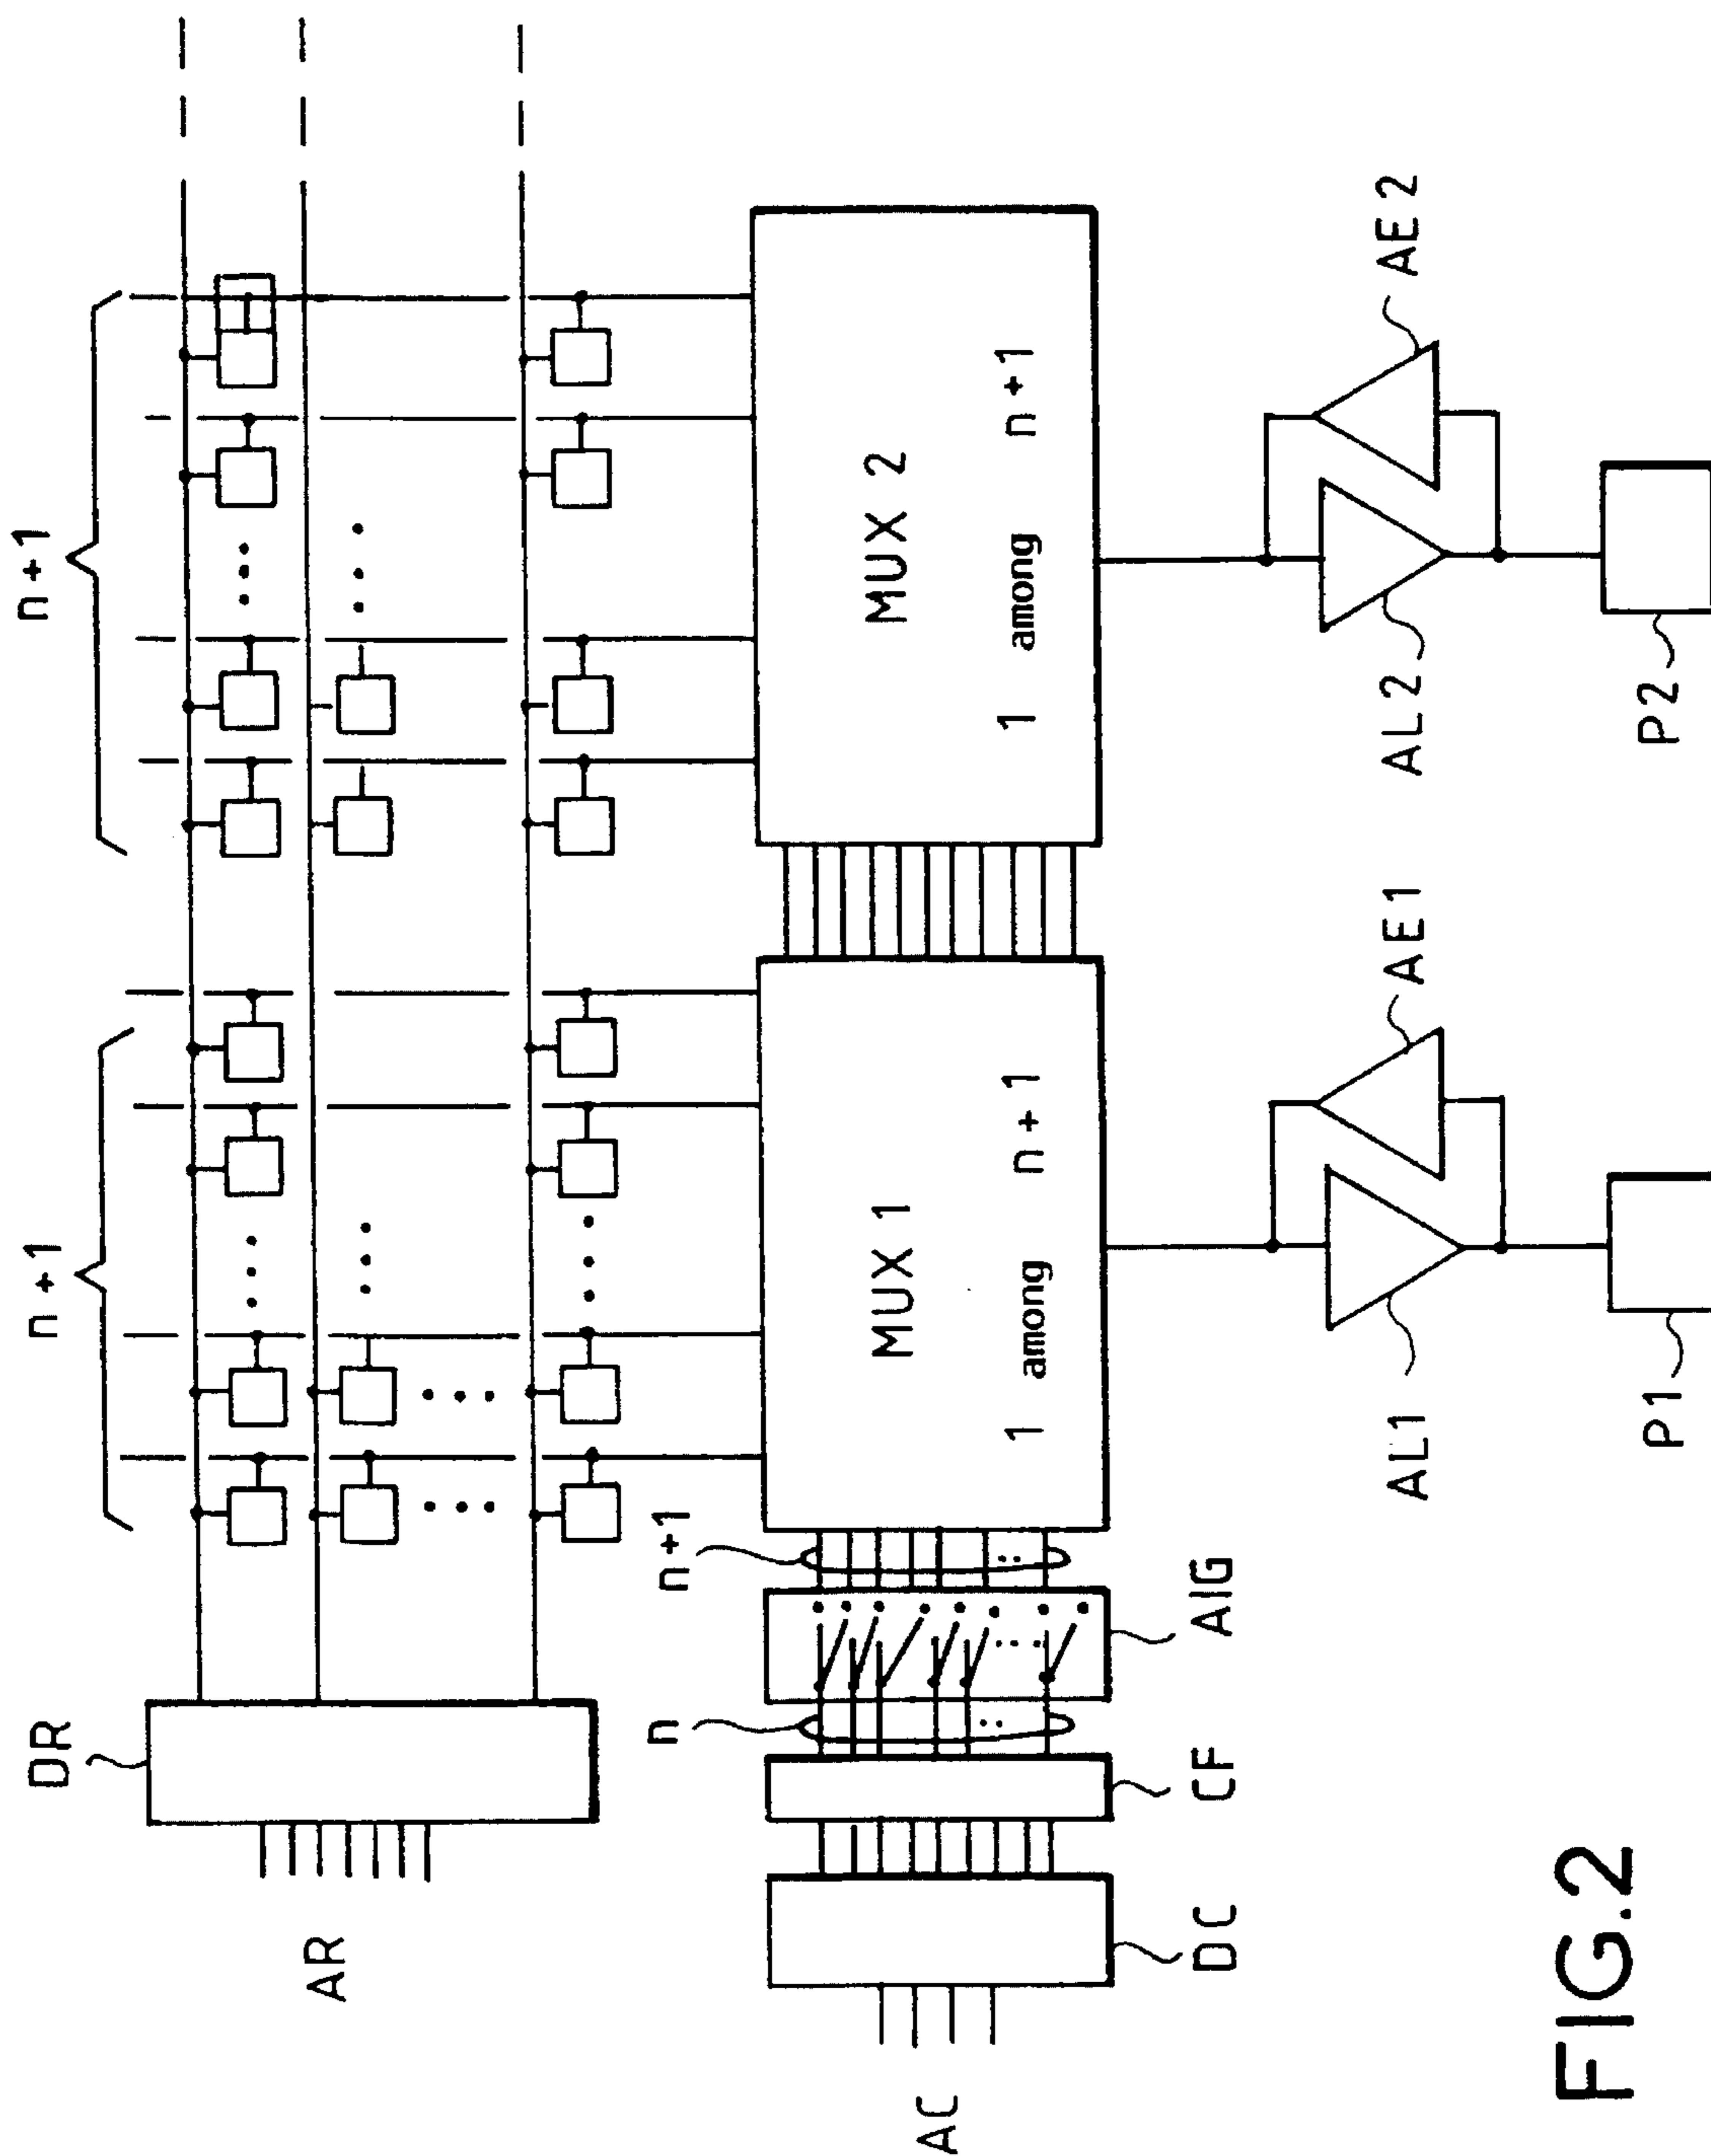 n+1
n+1
DR
AR
n
n+1
MUX 1
1 among n+1
MUX 2
1 among n+1
AC
DC
CF
AIG
AL1
AE1
AL2
AE2
P1
P2
FIG.2